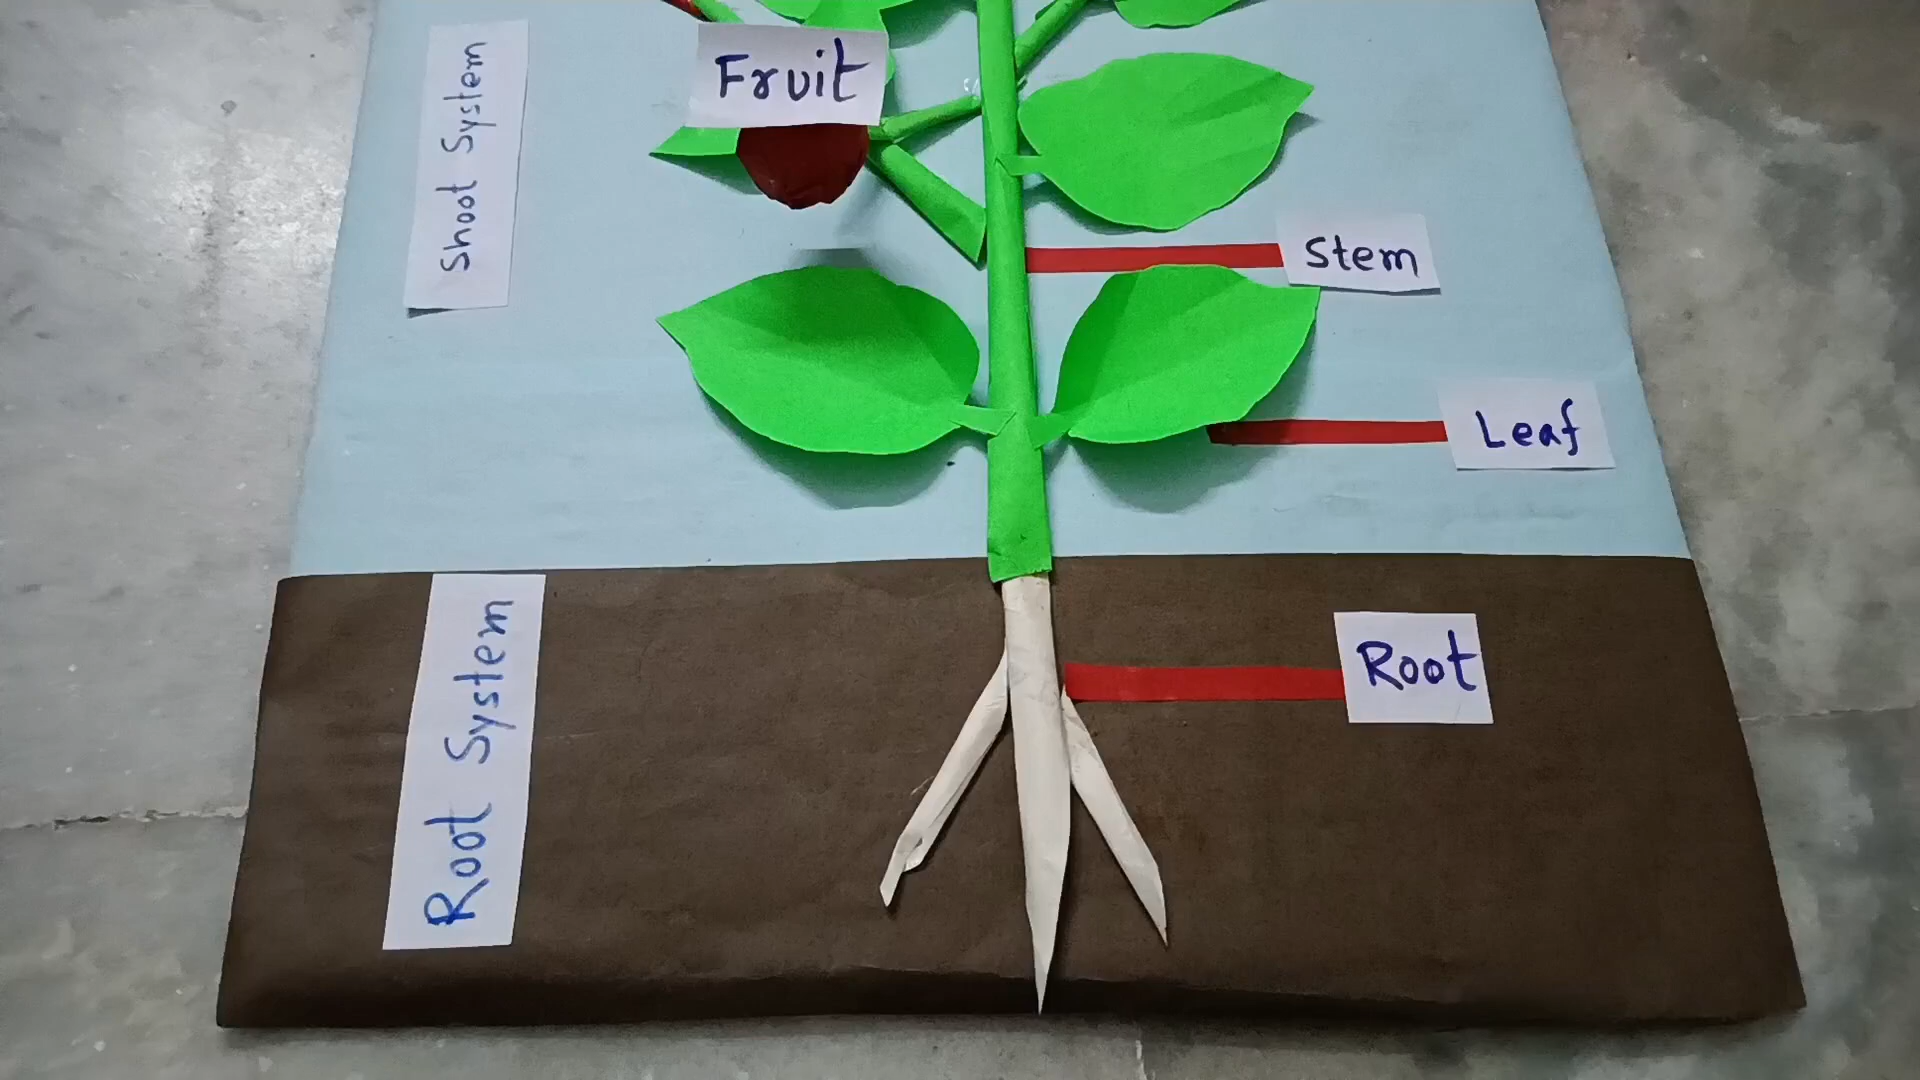 Shoot System
Fruit
Stem
Leaf
Root System
Root